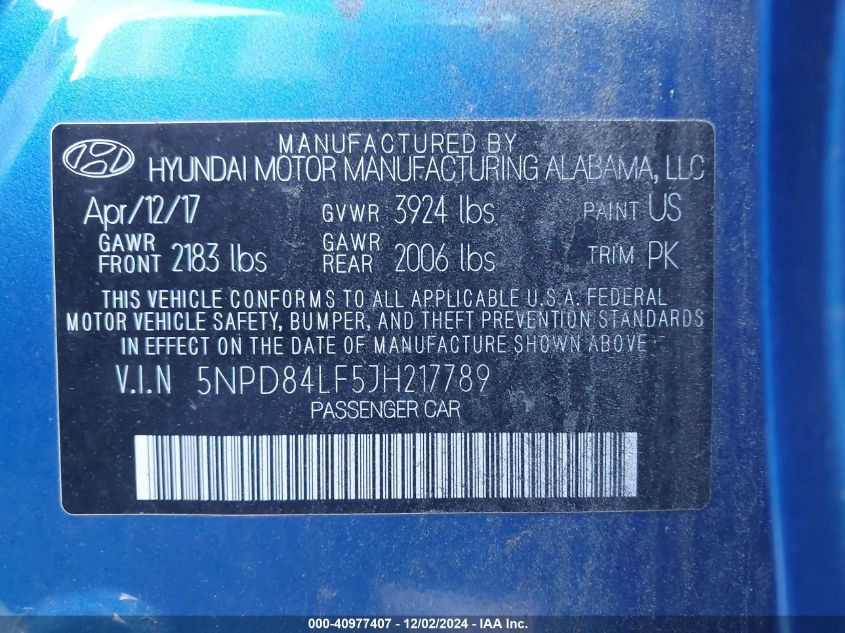 MANUFACTURED BY
HYUNDAI MOTOR MANUFACTURING ALABAMA, LLC
Apr/12/17 GVWR 3924 lbs PAINT US
GAWR FRONT 2183 lbs GAWR REAR 2006 lbs TRIM PK
THIS VEHICLE CONFORMS TO ALL APPLICABLE U.S.A. FEDERAL
MOTOR VEHICLE SAFETY, BUMPER, AND THEFT PREVENTION STANDARDS
IN EFFECT ON THE DATE OF MANUFACTURE SHOWN ABOVE.
V.I.N 5NPD84LF5JH217789
PASSENGER CAR
000-40977407 - 12/02/2024 - IAA Inc.